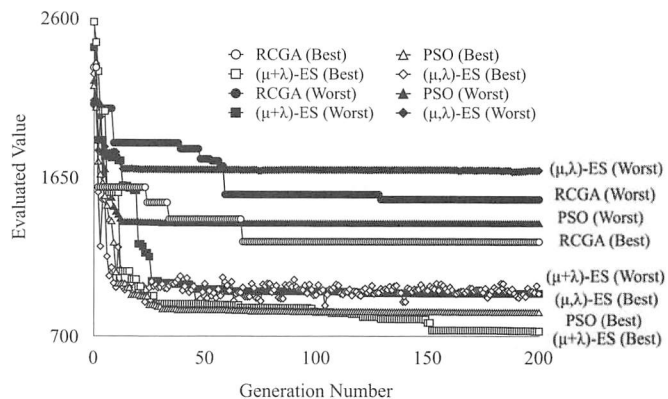 2600
1650
700
Evaluated Value
RCGA (Best)
PSO (Best)
(μ+λ)-ES (Best)
(μ,λ)-ES (Best)
RCGA (Worst)
PSO (Worst)
(μ+λ)-ES (Worst)
(μ,λ)-ES (Worst)
(μ,λ)-ES (Worst)
RCGA (Worst)
PSO (Worst)
RCGA (Best)
(μ+λ)-ES (Worst)
(μ,λ)-ES (Best)
PSO (Best)
(μ+λ)-ES (Best)
0
50
100
150
200
Generation Number